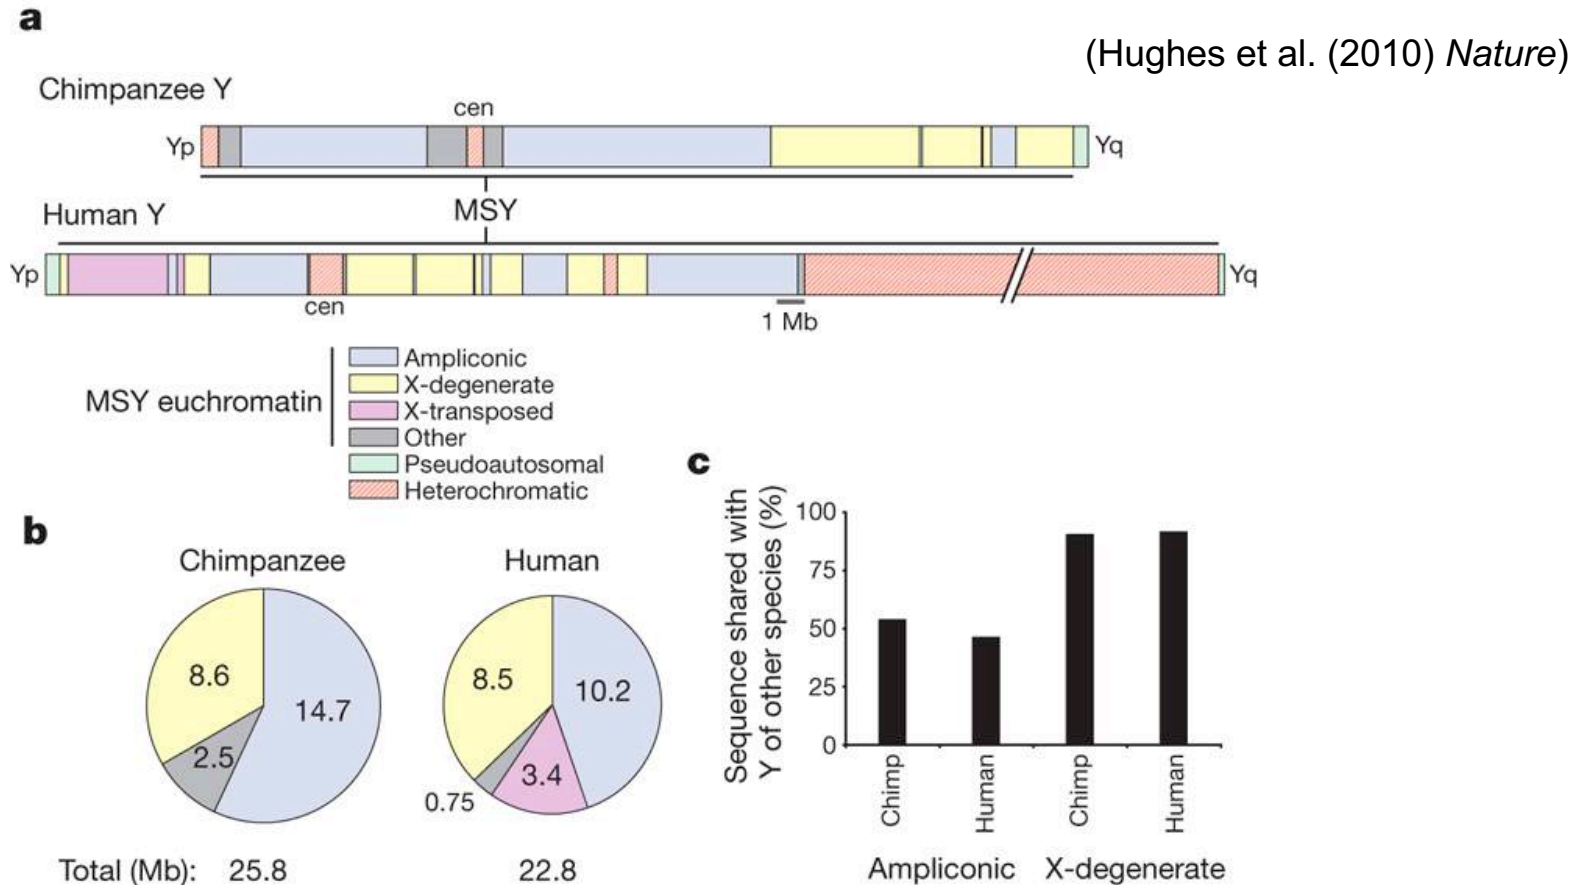 a
(Hughes et al. (2010) Nature)
Chimpanzee Y
cen
Yp
Yq
MSY
Human Y
Yp
Yq
cen
1 Mb
MSY euchromatin
Ampliconic
X-degenerate
X-transposed
Other
Pseudoautosomal
Heterochromatic
b
Chimpanzee
Human
8.6
14.7
2.5
8.5
10.2
3.4
0.75
Total (Mb): 25.8 22.8
c
Sequence shared with
Y of other species (%)
100
75
50
25
0
Chimp
Human
Chimp
Human
Ampliconic
X-degenerate